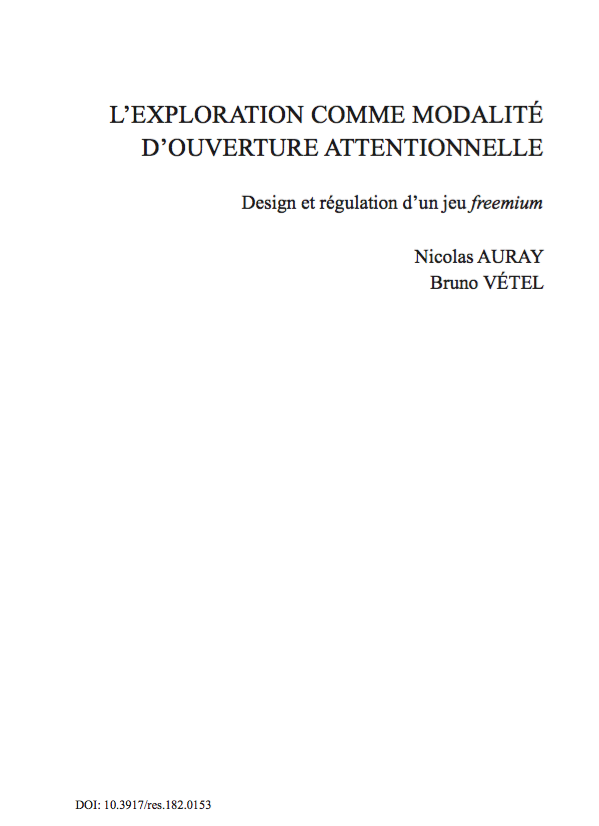 L’EXPLORATION COMME MODALITÉ
D’OUVERTURE ATTENTIONNELLE
Design et régulation d’un jeu freemium
Nicolas AURAY
Bruno VÉTEL
DOI: 10.3917/res.182.0153